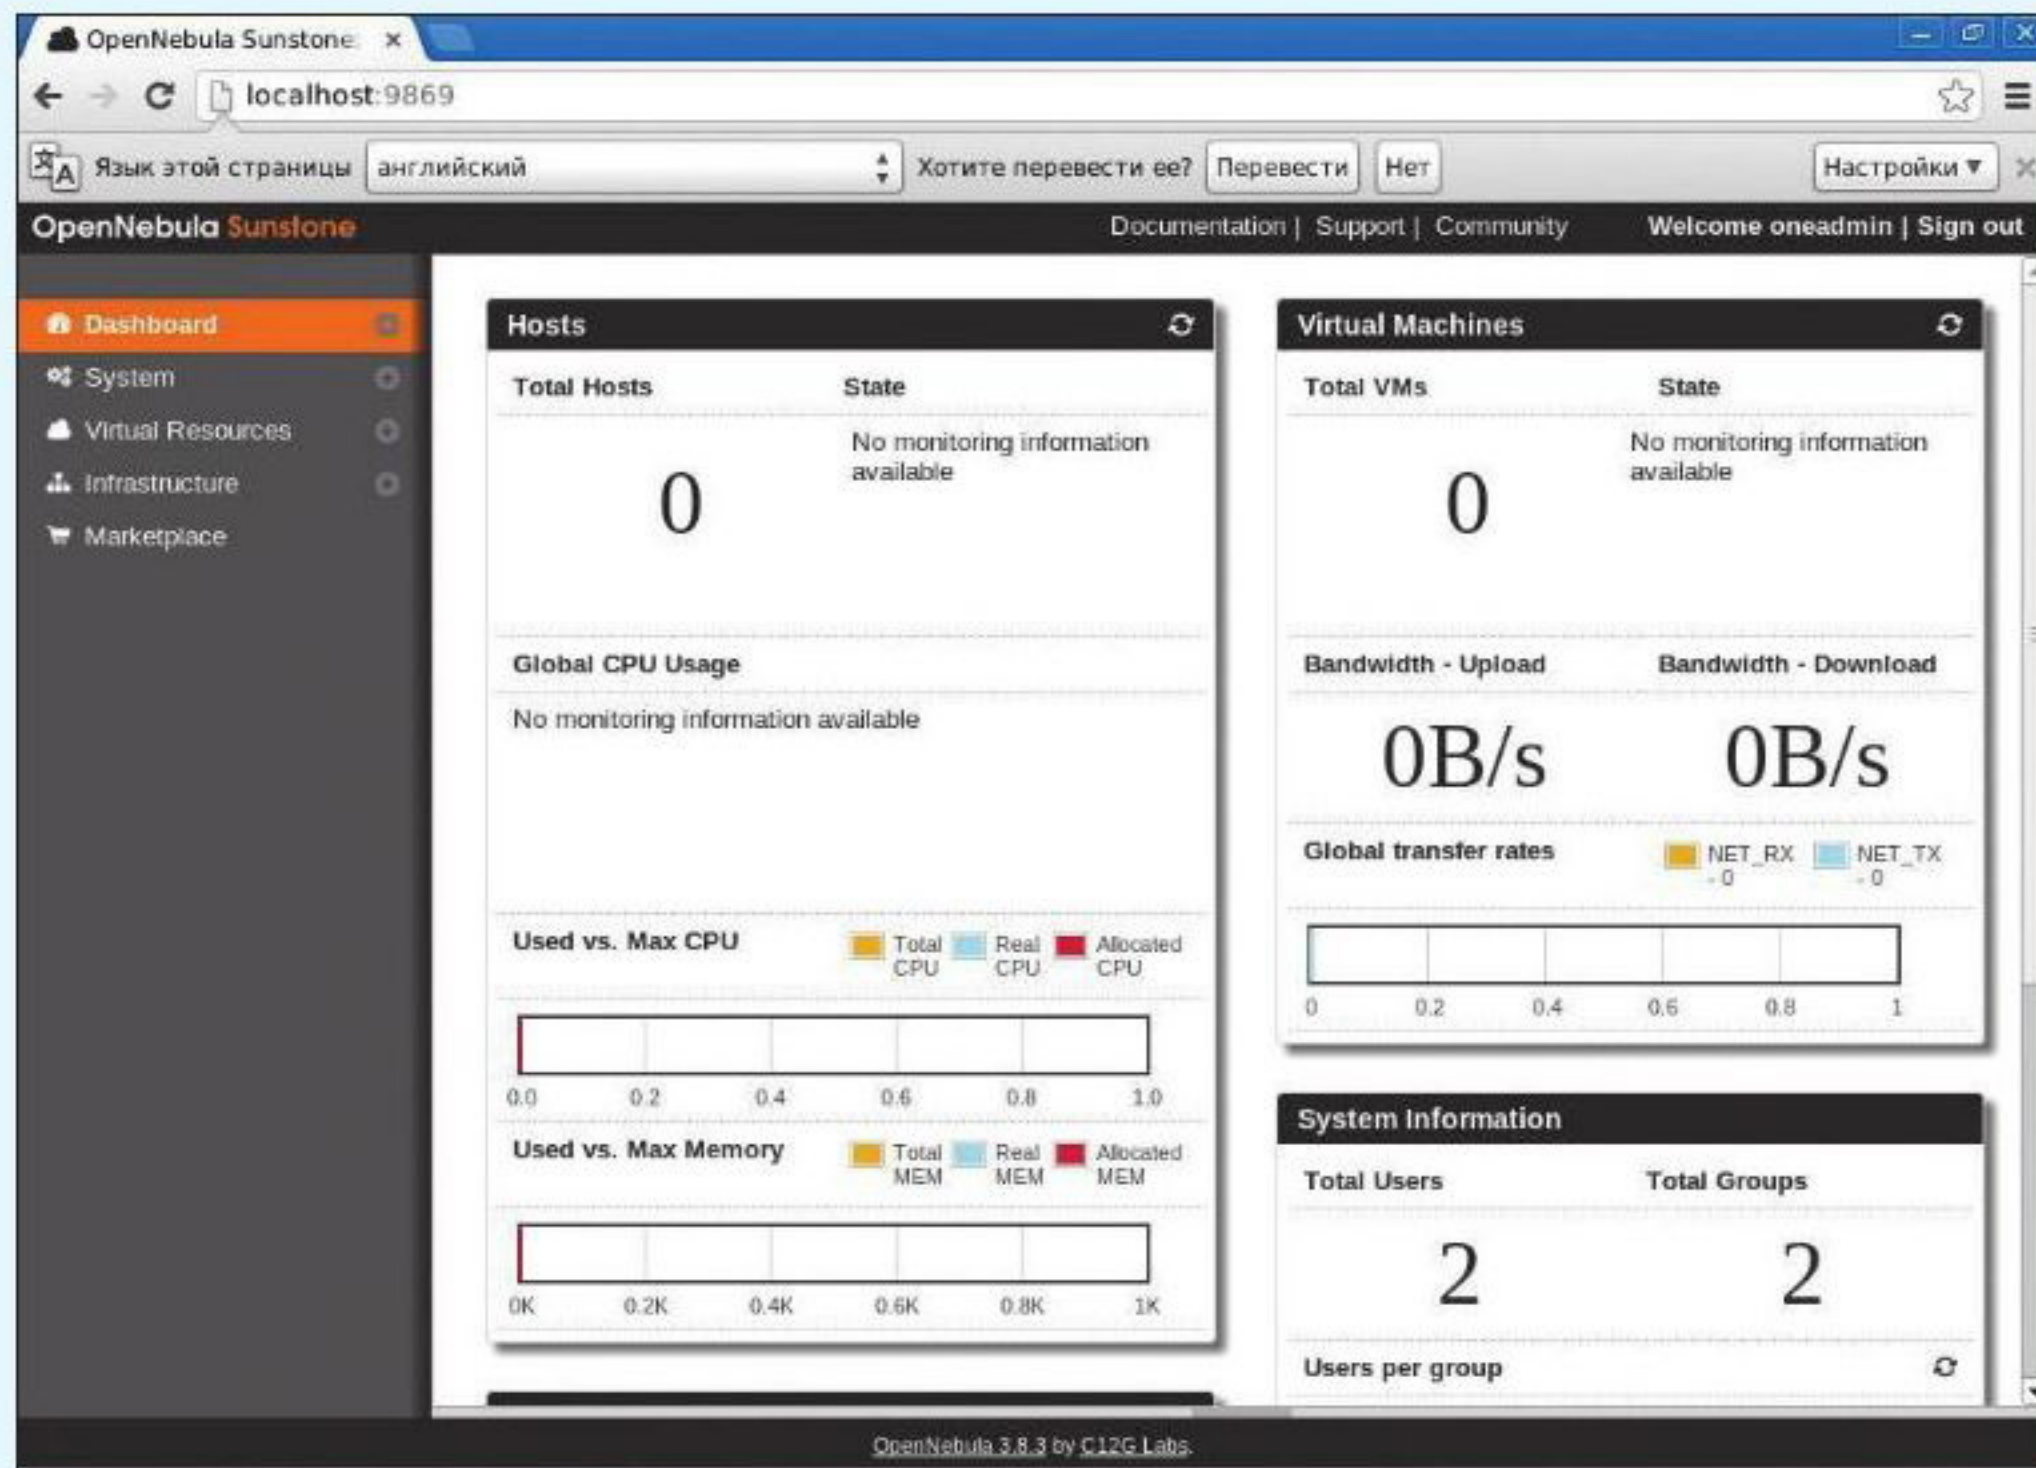 OpenNebula Sunstone
localhost:9869
Язык этой страницы английский Хотите перевести ее? Перевести Нет Настройки
OpenNebula Sunstone Documentation | Support | Community Welcome oneadmin | Sign out
Dashboard
System
Virtual Resources
Infrastructure
Marketplace
Hosts
Total Hosts State
0 No monitoring information
available
Global CPU Usage
No monitoring information available
Used vs. Max CPU Total CPU Real CPU Allocated CPU
0.0 0.2 0.4 0.6 0.8 1.0
Used vs. Max Memory Total MEM Real MEM Allocated MEM
0K 0.2K 0.4K 0.6K 0.8K 1K
Virtual Machines
Total VMs State
0 No monitoring information
available
Bandwidth - Upload Bandwidth - Download
0B/s 0B/s
Global transfer rates NET_RX - 0 NET_TX - 0
0 0.2 0.4 0.6 0.8 1
System Information
Total Users Total Groups
2 2
Users per group
OpenNebula 3.8.3 by C12G Labs.